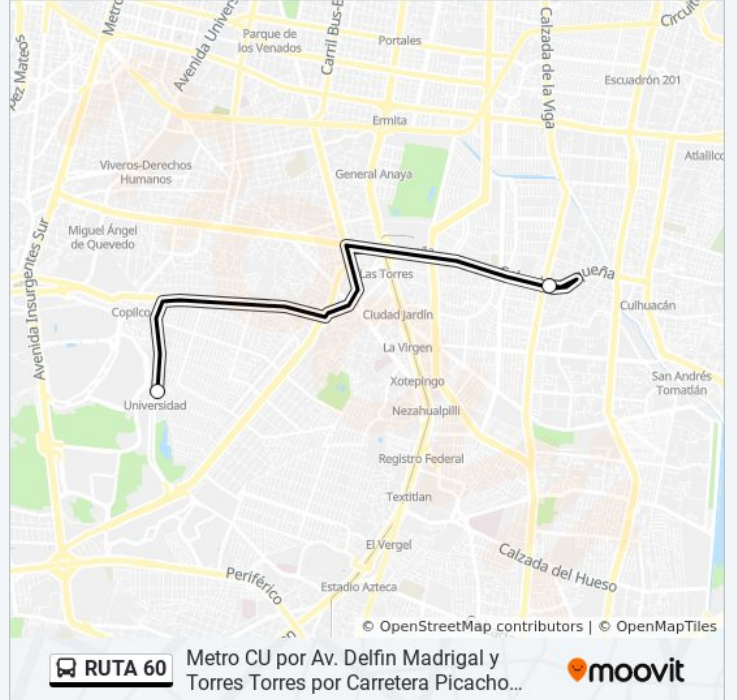 Metro
Avenida Univers
Parque de
los Venados
Carril Bus-B
Portales
Calzada de la Viga
Circuito
Escuadrón 201
ez Mateos
Ermita
Atlalilco
Viveros-Derechos
Humanos
General Anaya
Miguel Ángel
de Quevedo
Avenida Insurgentes Sur
Las Torres
ueña
Culhuacán
Copilco
Ciudad Jardín
La Virgen
Xotepingo
San Andrés
Tomatlán
Universidad
Nezahualpilli
Registro Federal
Textitlan
El Vergel
Calzada del Hueso
Periférico
Estadio Azteca
© OpenStreetMap contributors | © OpenMapTiles
RUTA 60
Metro CU por Av. Delfin Madrigal y
Torres Torres por Carretera Picacho...
moovit